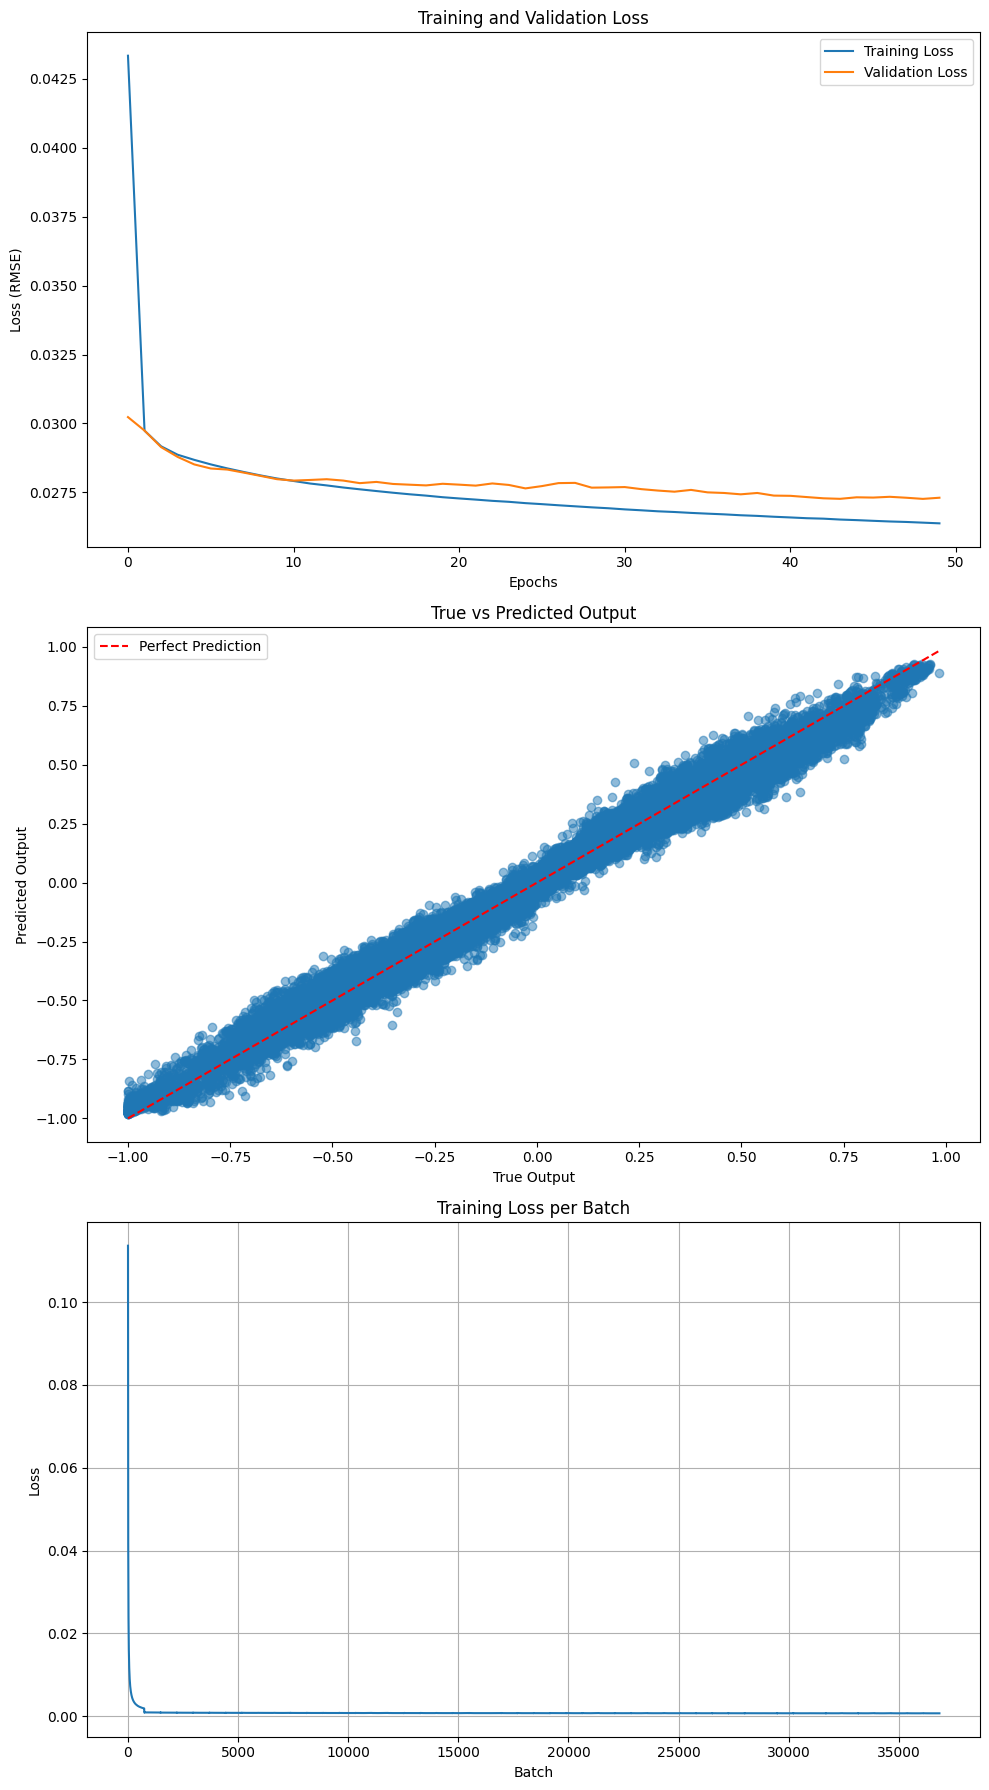 Training and Validation Loss
Training Loss
Validation Loss
0.0425
0.0400
0.0375
0.0350
0.0325
0.0300
0.0275
Loss (RMSE)
0 10 20 30 40 50
Epochs
True vs Predicted Output
Perfect Prediction
1.00
0.75
0.50
0.25
0.00
−0.25
−0.50
−0.75
−1.00
Predicted Output
−1.00 −0.75 −0.50 −0.25 0.00 0.25 0.50 0.75 1.00
True Output
Training Loss per Batch
0.10
0.08
0.06
0.04
0.02
0.00
Loss
0 5000 10000 15000 20000 25000 30000 35000
Batch